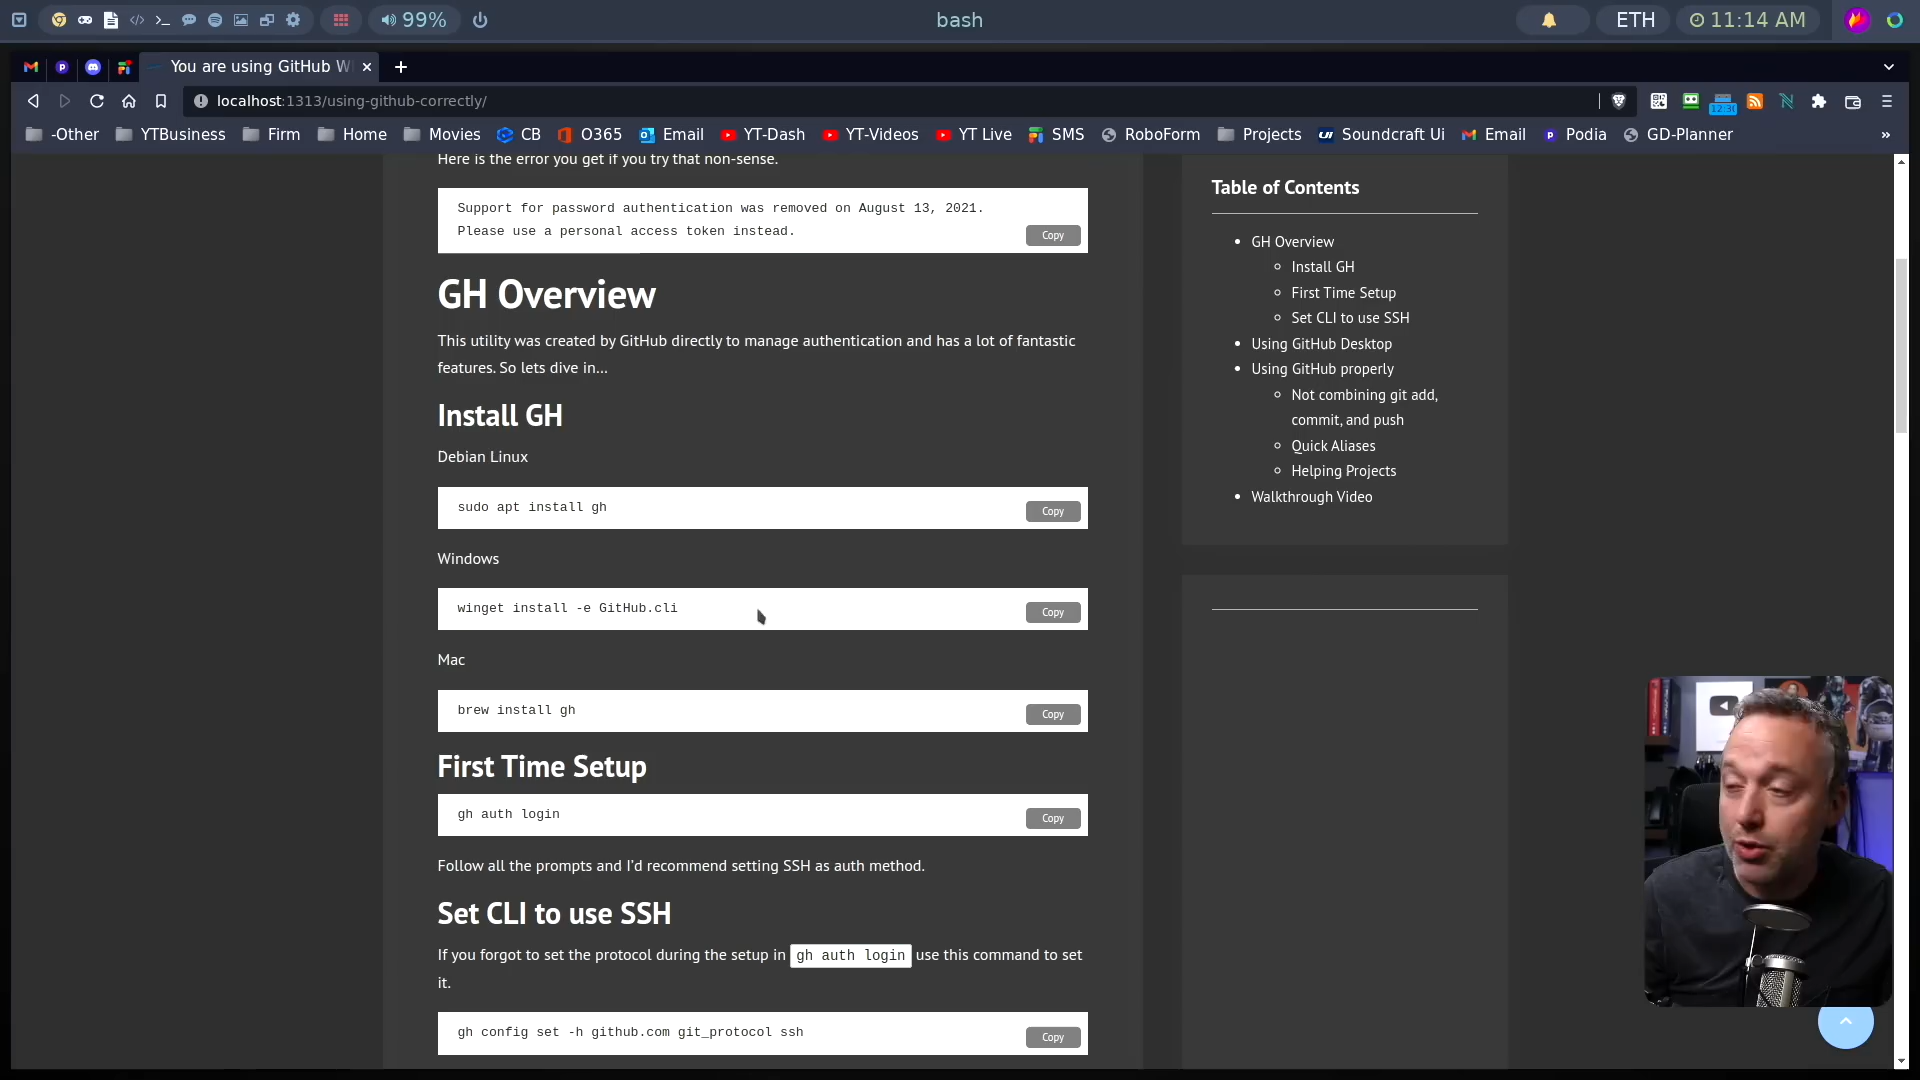 99%
bash
ETH
11:14 AM
You are using GitHub W
localhost:1313/using-github-correctly/
12:30
-Other
YTBusiness
Firm
Home
Movies
CB
O365
Email
YT-Dash
YT-Videos
YT Live
SMS
RoboForm
Projects
Soundcraft Ui
Email
Podia
GD-Planner
»
Here is the error you get if you try that non-sense.
Support for password authentication was removed on August 13, 2021.
Please use a personal access token instead.
Copy
GH Overview
This utility was created by GitHub directly to manage authentication and has a lot of fantastic
features. So lets dive in…
Install GH
Debian Linux
sudo apt install gh
Copy
Windows
winget install -e GitHub.cli
Copy
Mac
brew install gh
Copy
First Time Setup
gh auth login
Copy
Follow all the prompts and I’d recommend setting SSH as auth method.
Set CLI to use SSH
If you forgot to set the protocol during the setup in gh auth login use this command to set
it.
gh config set -h github.com git_protocol ssh
Copy
Table of Contents
GH Overview
Install GH
First Time Setup
Set CLI to use SSH
Using GitHub Desktop
Using GitHub properly
Not combining git add,
commit, and push
Quick Aliases
Helping Projects
Walkthrough Video